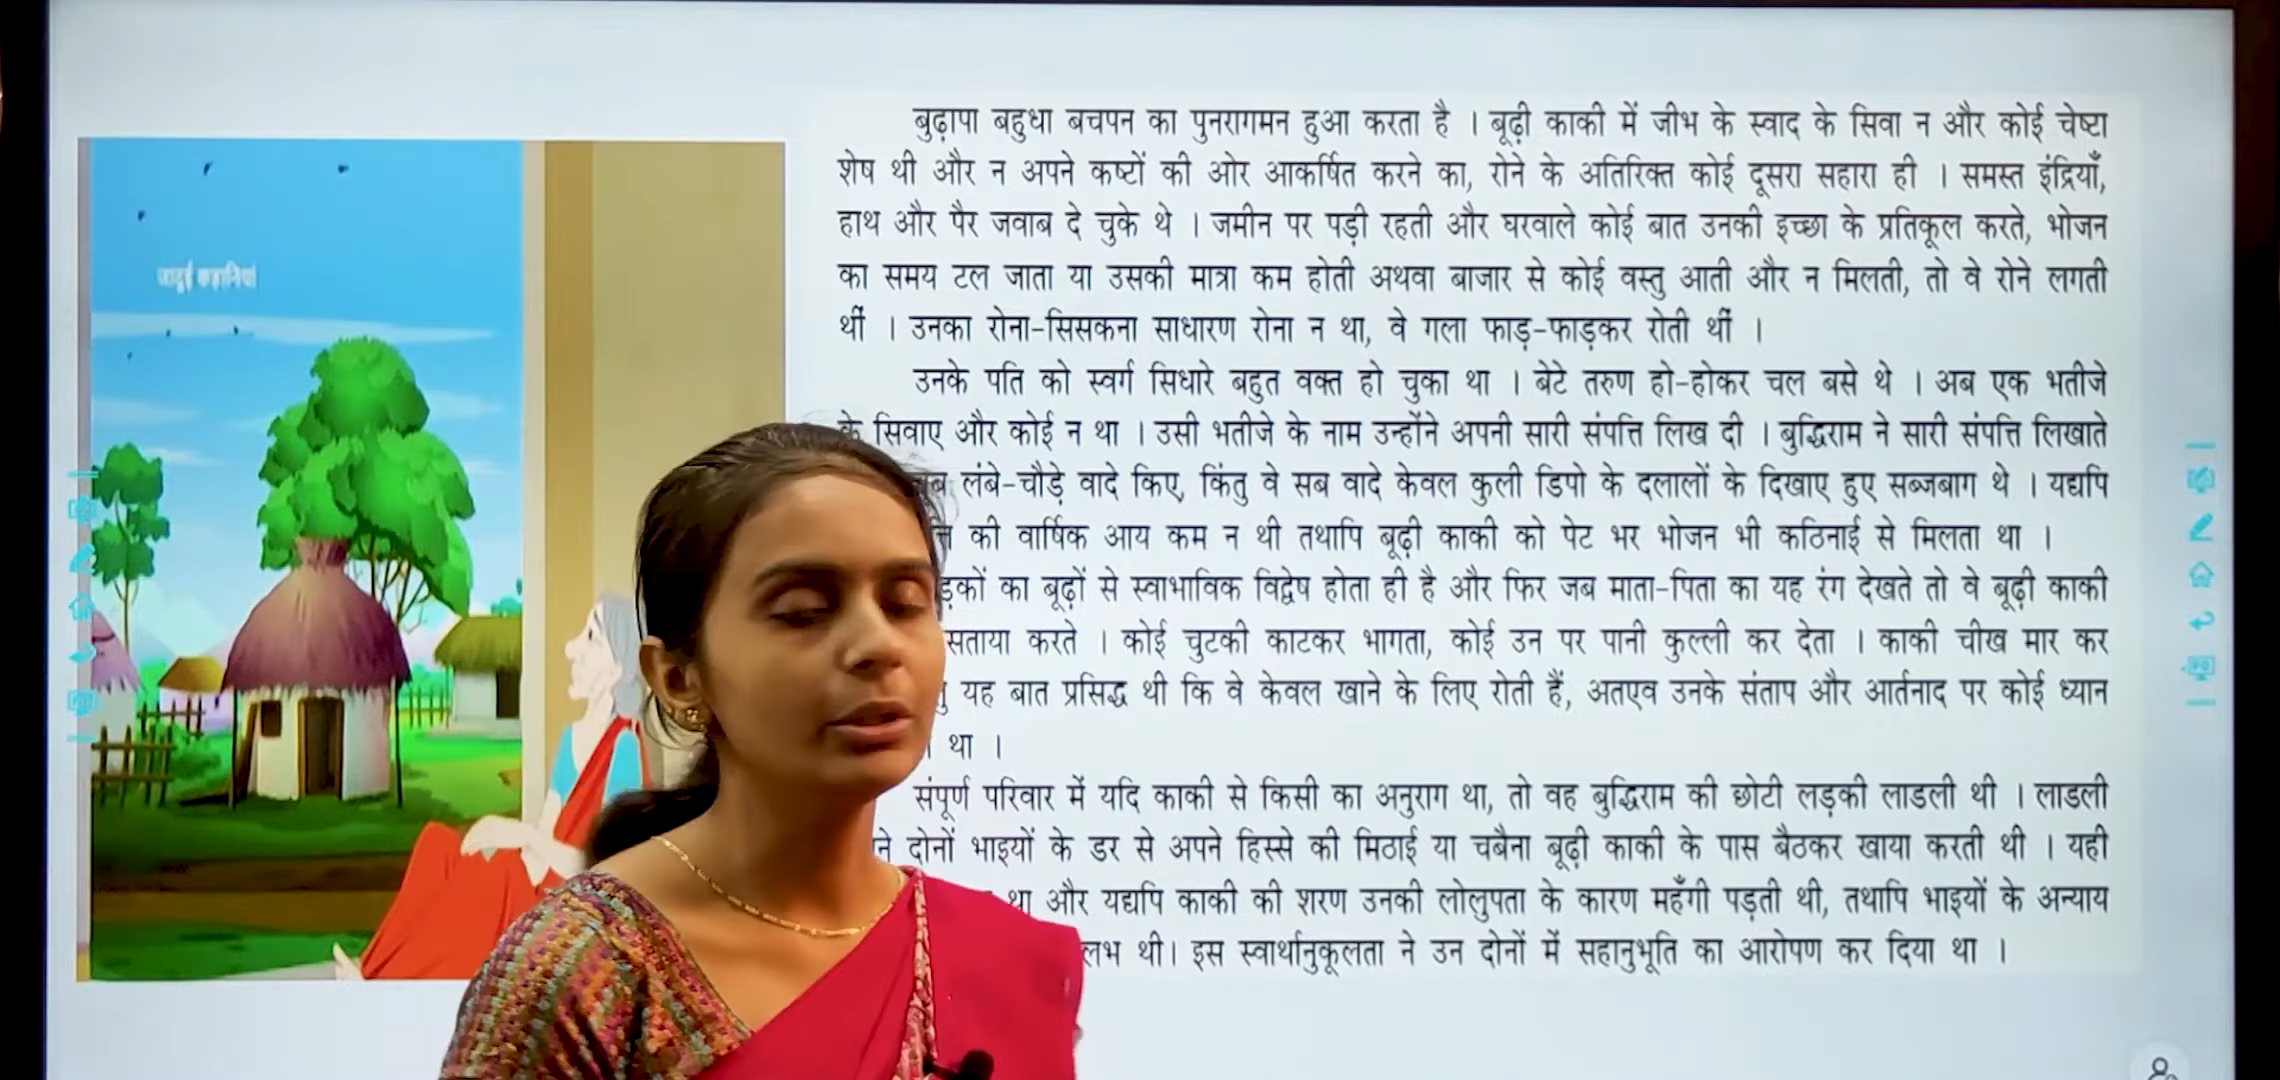 जादुई कहानियां
बुढ़ापा बहुधा बचपन का पुनरागमन हुआ करता है । बूढ़ी काकी में जीभ के स्वाद के सिवा न और कोई चेष्टा
शेष थी और न अपने कष्टों की ओर आकर्षित करने का, रोने के अतिरिक्त कोई दूसरा सहारा ही । समस्त इंद्रियाँ,
हाथ और पैर जवाब दे चुके थे । जमीन पर पड़ी रहती और घरवाले कोई बात उनकी इच्छा के प्रतिकूल करते, भोजन
का समय टल जाता या उसकी मात्रा कम होती अथवा बाजार से कोई वस्तु आती और न मिलती, तो वे रोने लगती
थीं । उनका रोना-सिसकना साधारण रोना न था, वे गला फाड़-फाड़कर रोती थीं ।
उनके पति को स्वर्ग सिधारे बहुत वक्त हो चुका था । बेटे तरुण हो-होकर चल बसे थे । अब एक भतीजे
के सिवाए और कोई न था । उसी भतीजे के नाम उन्होंने अपनी सारी संपत्ति लिख दी । बुद्धिराम ने सारी संपत्ति लिखाते
लंबे-चौड़े वादे किए, किंतु वे सब वादे केवल कुली डिपो के दलालों के दिखाए हुए सब्जबाग थे । यद्यपि
की वार्षिक आय कम न थी तथापि बूढ़ी काकी को पेट भर भोजन भी कठिनाई से मिलता था ।
का बूढ़ों से स्वाभाविक विद्वेष होता ही है और फिर जब माता-पिता का यह रंग देखते तो वे बूढ़ी काकी
सताया करते । कोई चुटकी काटकर भागता, कोई उन पर पानी कुल्ली कर देता । काकी चीख मार कर
यह बात प्रसिद्ध थी कि वे केवल खाने के लिए रोती हैं, अतएव उनके संताप और आर्तनाद पर कोई ध्यान
था ।
संपूर्ण परिवार में यदि काकी से किसी का अनुराग था, तो वह बुद्धिराम की छोटी लड़की लाडली थी । लाडली
दोनों भाइयों के डर से अपने हिस्से की मिठाई या चबैना बूढ़ी काकी के पास बैठकर खाया करती थी । यही
था और यद्यपि काकी की शरण उनकी लोलुपता के कारण महँगी पड़ती थी, तथापि भाइयों के अन्याय
थी। इस स्वार्थानुकूलता ने उन दोनों में सहानुभूति का आरोपण कर दिया था ।